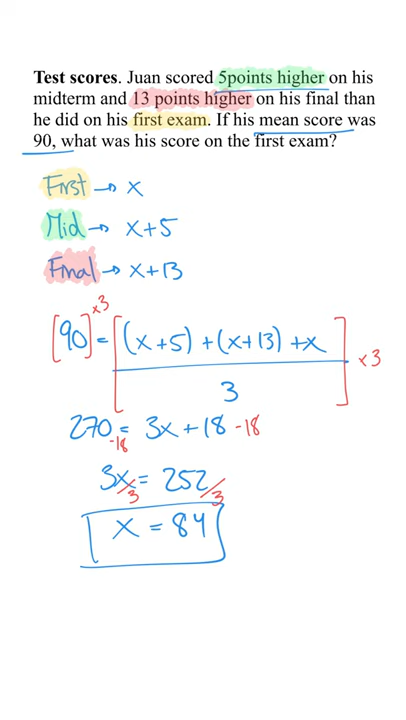 Test scores. Juan scored 5points higher on his
midterm and 13 points higher on his final than
he did on his first exam. If his mean score was
90, what was his score on the first exam?
First → x
Mid → x+5
Final → x+13
[90]×3 = [(x+5)+(x+13)+x / 3] ×3
270 -18 = 3x+18 -18
3x/3 = 252/3
x = 84